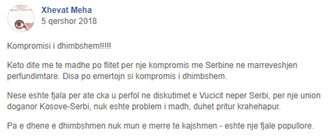 Xhevat Meha
5 qershor 2018
Kompromisi i dhimbshem!!!!!
Keto dite me te madhe po flitet per nje kompromis me Serbine ne marreveshjen
perfundimtare. Disa po emertojn si kompromis i dhimbshem.
Nese eshte fjala per ate cka u perfol ne diskutimet e Vucicit neper Serbi, per nje union
doganor Kosove-Serbi, nuk eshte problem i madh, duhet pritur krahehapur.
Pa e dhene e dhimbshmen nuk mun e merre te kajshmen - eshte nje fjale popullore.